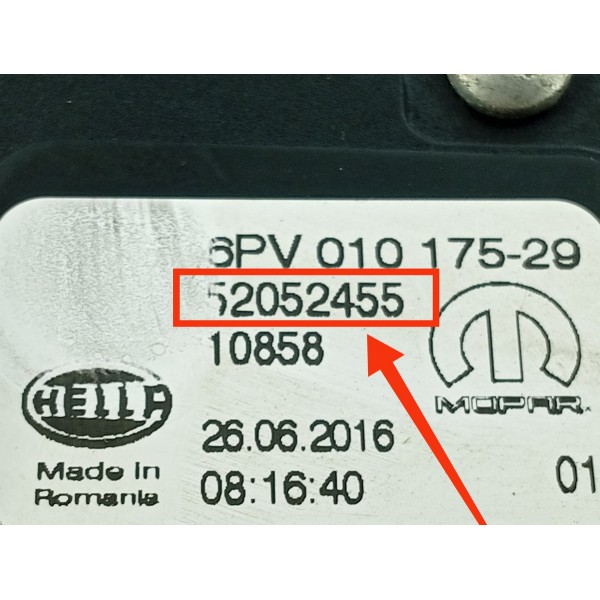 6PV 010 175-29
52052455
10858
MOPAR
HELLA
26.06.2016
Made in
Romania
08:16:40
01